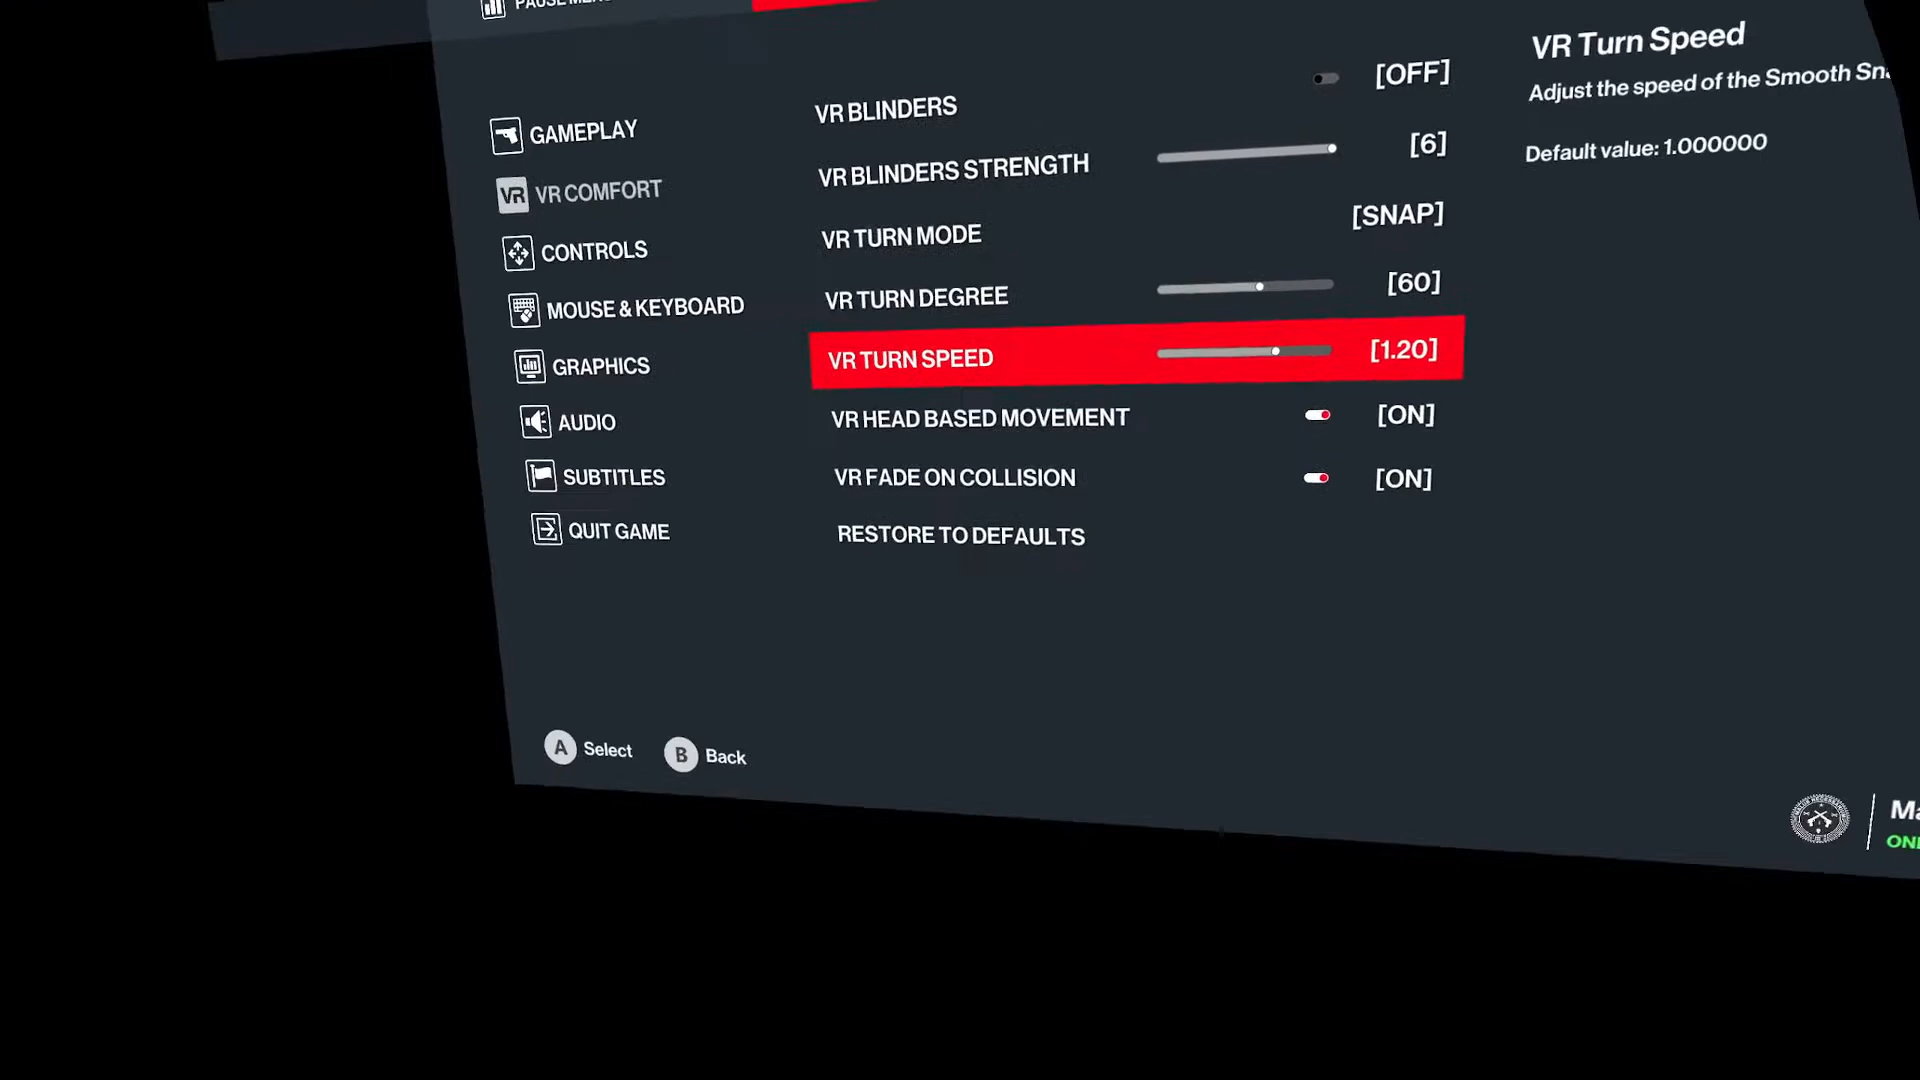 PAUSE
GAMEPLAY
VR VR COMFORT
CONTROLS
MOUSE & KEYBOARD
GRAPHICS
AUDIO
SUBTITLES
QUIT GAME
VR BLINDERS [OFF]
VR BLINDERS STRENGTH [6]
VR TURN MODE [SNAP]
VR TURN DEGREE [60]
VR TURN SPEED [1.20]
VR HEAD BASED MOVEMENT [ON]
VR FADE ON COLLISION [ON]
RESTORE TO DEFAULTS
VR Turn Speed
Adjust the speed of the Smooth
Default value: 1.000000
A Select B Back